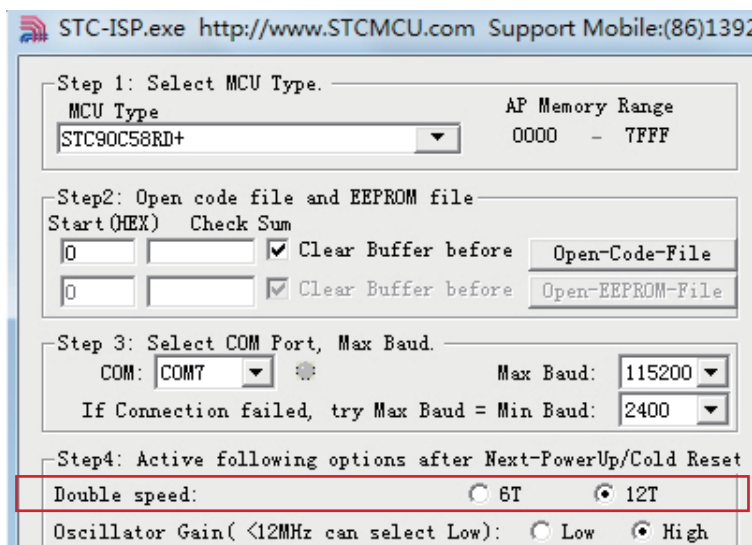 STC-ISP.exe http://www.STCMCU.com Support Mobile:(86)1392
Step 1: Select MCU Type.
MCU Type AP Memory Range
STC90C58RD+ 0000 - 7FFF
Step2: Open code file and EEPROM file
Start(HEX) Check Sum
0 Clear Buffer before Open-Code-File
0 Clear Buffer before Open-EEPROM-File
Step 3: Select COM Port, Max Baud.
COM: COM7 Max Baud: 115200
If Connection failed, try Max Baud = Min Baud: 2400
Step4: Active following options after Next-PowerUp/Cold Reset
Double speed: 6T 12T
Oscillator Gain( <12MHz can select Low): Low High